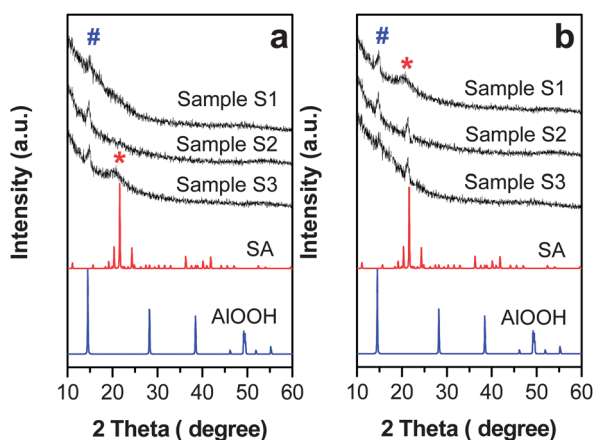 Intensity (a.u.)
#
a
Sample S1
Sample S2
*
Sample S3
SA
AlOOH
10 20 30 40 50 60
2 Theta ( degree)
Intensity (a.u.)
#
b
*
Sample S1
Sample S2
Sample S3
SA
AlOOH
10 20 30 40 50 60
2 Theta ( degree)